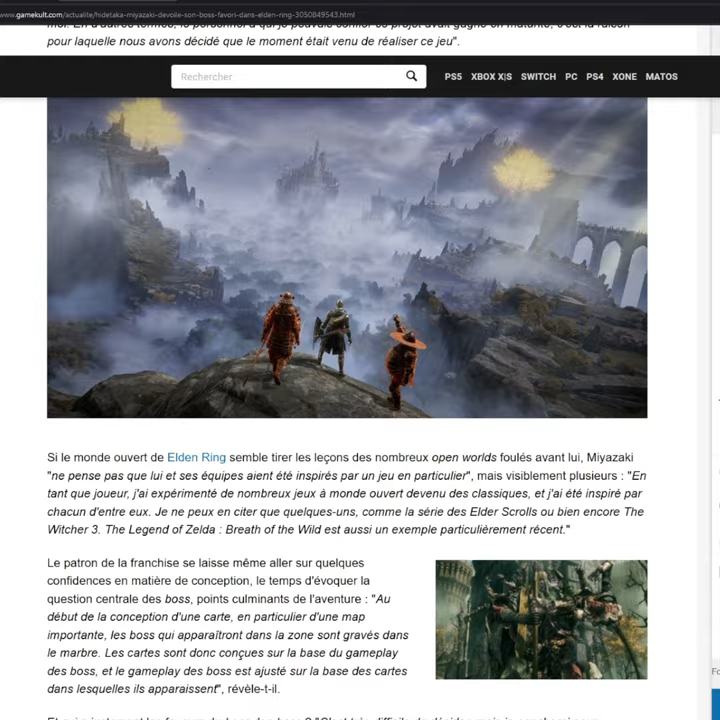 www.gamekult.com/actualite/hidetaka-miyazaki-devoile-son-boss-favori-dans-elden-ring-3050849543.html
pour laquelle nous avons décidé que le moment était venu de réaliser ce jeu".
Rechercher PS5 XBOX X|S SWITCH PC PS4 XONE MATOS
Si le monde ouvert de Elden Ring semble tirer les leçons des nombreux open worlds foulés avant lui, Miyazaki
"ne pense pas que lui et ses équipes aient été inspirés par un jeu en particulier", mais visiblement plusieurs : "En
tant que joueur, j'ai expérimenté de nombreux jeux à monde ouvert devenu des classiques, et j'ai été inspiré par
chacun d'entre eux. Je ne peux en citer que quelques-uns, comme la série des Elder Scrolls ou bien encore The
Witcher 3. The Legend of Zelda : Breath of the Wild est aussi un exemple particulièrement récent."
Le patron de la franchise se laisse même aller sur quelques
confidences en matière de conception, le temps d'évoquer la
question centrale des boss, points culminants de l'aventure : "Au
début de la conception d'une carte, en particulier d'une map
importante, les boss qui apparaîtront dans la zone sont gravés dans
le marbre. Les cartes sont donc conçues sur la base du gameplay
des boss, et le gameplay des boss est ajusté sur la base des cartes
dans lesquelles ils apparaissent", révèle-t-il.